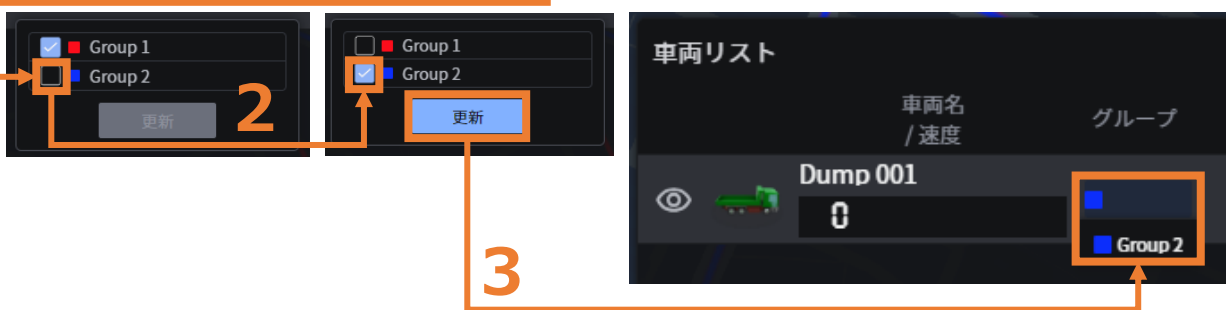 Group 1
Group 2
更新
2
Group 1
Group 2
更新
3
車両リスト
車両名
/ 速度
グループ
Dump 001
0
Group 2